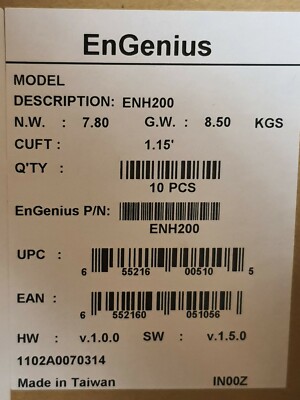 EnGenius
MODEL
DESCRIPTION: ENH200
N.W. : 7.80 G.W. : 8.50 KGS
CUFT : 1.15'
Q'TY :
10 PCS
EnGenius P/N:
ENH200
UPC :
6 55216 00510 5
EAN :
6 552160 051056
HW : v.1.0.0 SW : v.1.5.0
1102A0070314
Made in Taiwan IN00Z